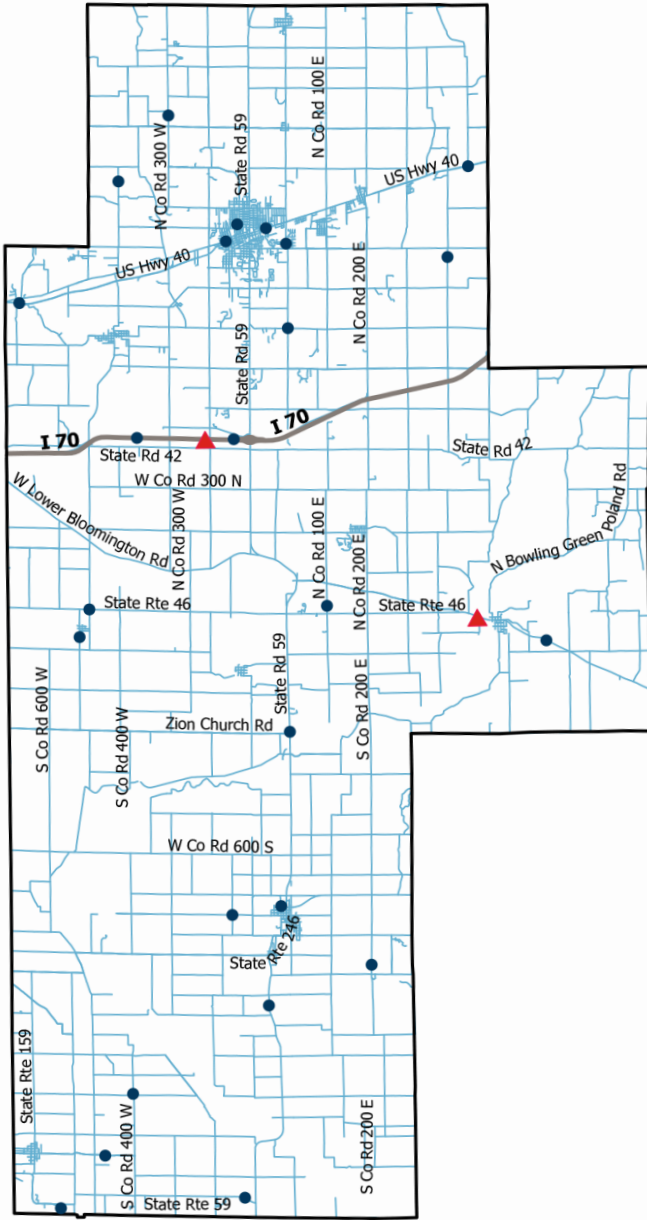 N Co Rd 100 E
State Rd 59
N Co Rd 300 W
US Hwy 40
US Hwy 40
N Co Rd 200 E
State Rd 59
I 70
I 70
State Rd 42
State Rd 42
W Co Rd 300 N
W Lower Bloomington Rd
N Co Rd 300 W
N Co Rd 100 E
N Co Rd 200 E
N Bowling Green Poland Rd
State Rte 46
State Rte 46
State Rd 59
S Co Rd 200 E
S Co Rd 600 W
S Co Rd 400 W
Zion Church Rd
W Co Rd 600 S
State Rte 246
State Rte 159
S Co Rd 400 W
S Co Rd 200 E
State Rte 59